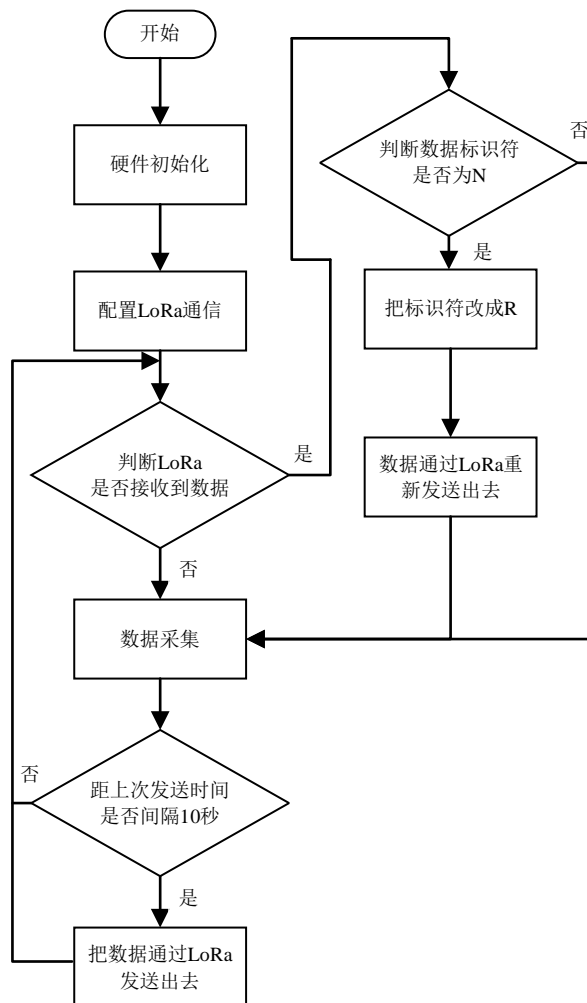 开始
硬件初始化
配置LoRa通信
判断LoRa
是否接收到数据
是
否
数据采集
距上次发送时间
是否间隔10秒
否
是
把数据通过LoRa
发送出去
判断数据标识符
是否为N
否
是
把标识符改成R
数据通过LoRa重
新发送出去